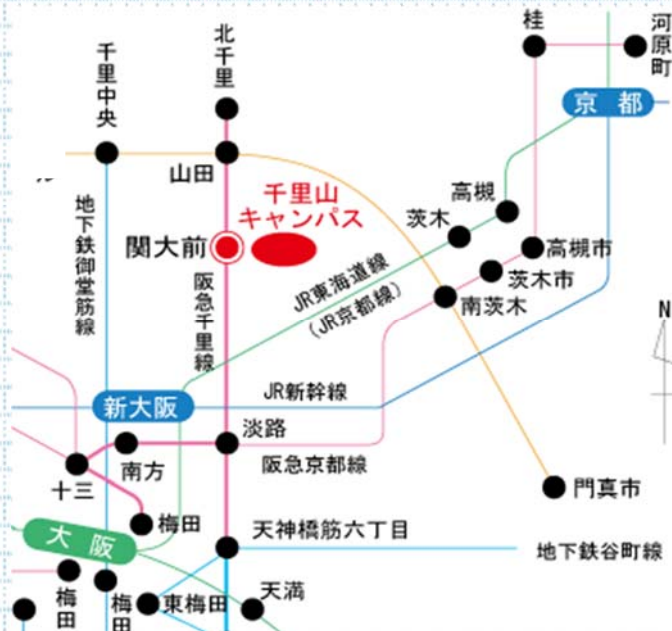 北千里
千里中央
桂
河原町
京都
山田
千里山
キャンパス
高槻
茨木
関大前
高槻市
茨木市
南茨木
地下鉄御堂筋線
阪急千里線
JR東海道線
(JR京都線)
N
JR新幹線
新大阪
淡路
阪急京都線
南方
十三
門真市
梅田
大阪
天神橋筋六丁目
地下鉄谷町線
梅田
梅田
東梅田
天満